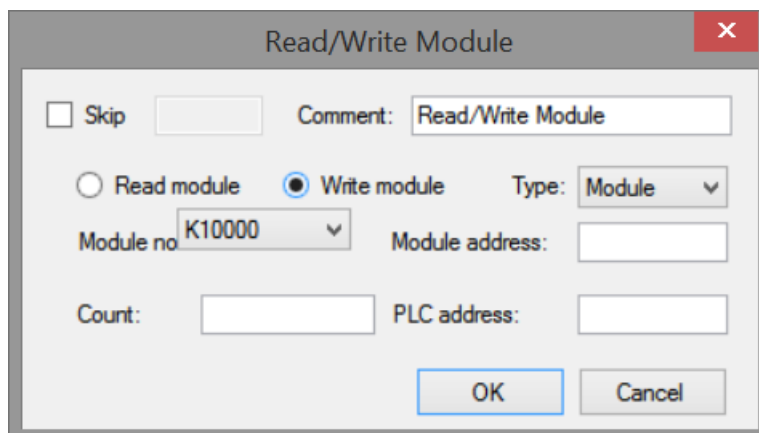 Read/Write Module
Skip Comment: Read/Write Module
Read module Write module Type: Module
Module no K10000 Module address:
Count: PLC address:
OK Cancel